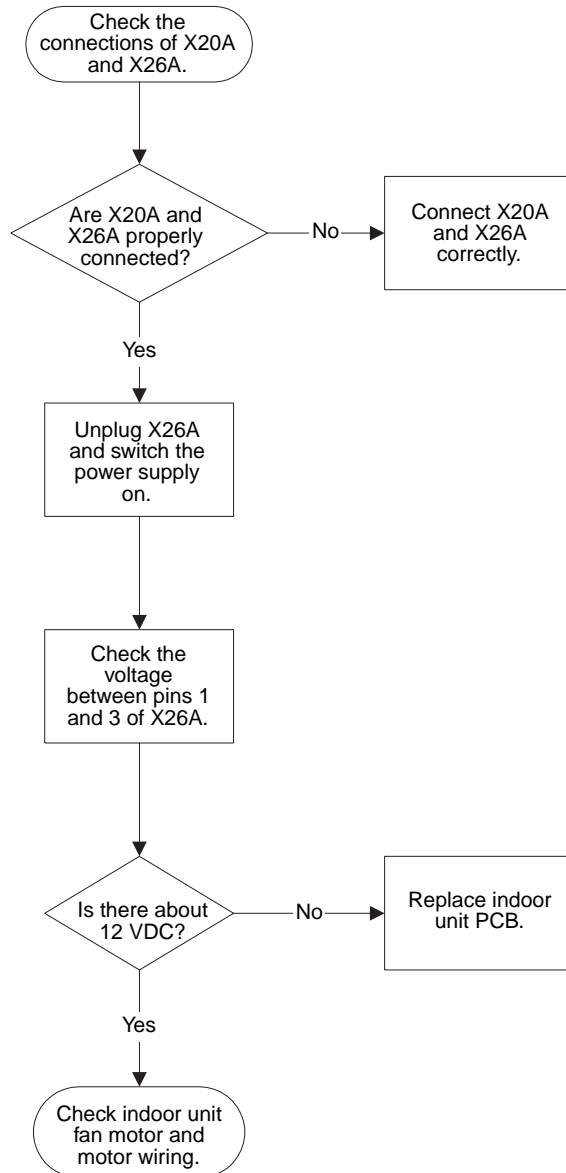 Check the
connections of X20A
and X26A.
Are X20A and
X26A properly
connected?
No
Connect X20A
and X26A
correctly.
Yes
Unplug X26A
and switch the
power supply
on.
Check the
voltage
between pins 1
and 3 of X26A.
Is there about
12 VDC?
No
Replace indoor
unit PCB.
Yes
Check indoor unit
fan motor and
motor wiring.